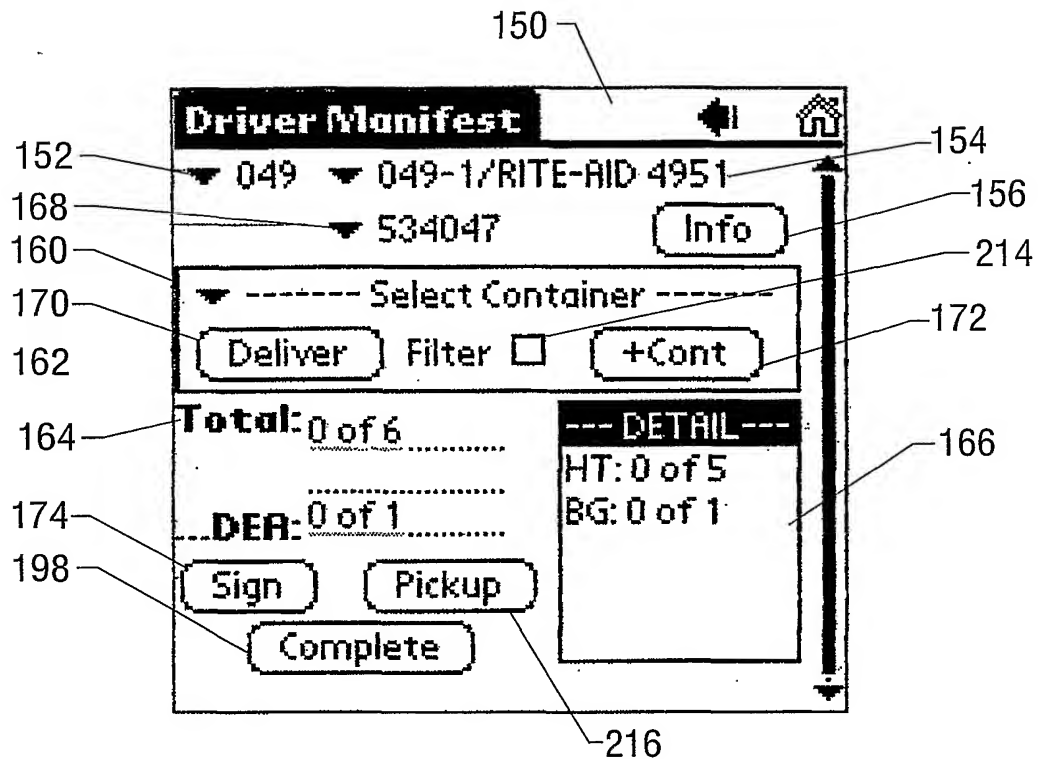 150
Driver Manifest
152
049 049-1/RITE-AID 4951
154
168
534047
Info
156
160
--- Select Container ---
214
170
Deliver Filter +Cont
172
162
164
Total: 0 of 6
--- DETAIL ---
HT: 0 of 5
166
BG: 0 of 1
174
...DEA: 0 of 1
198
Sign Pickup
Complete
216